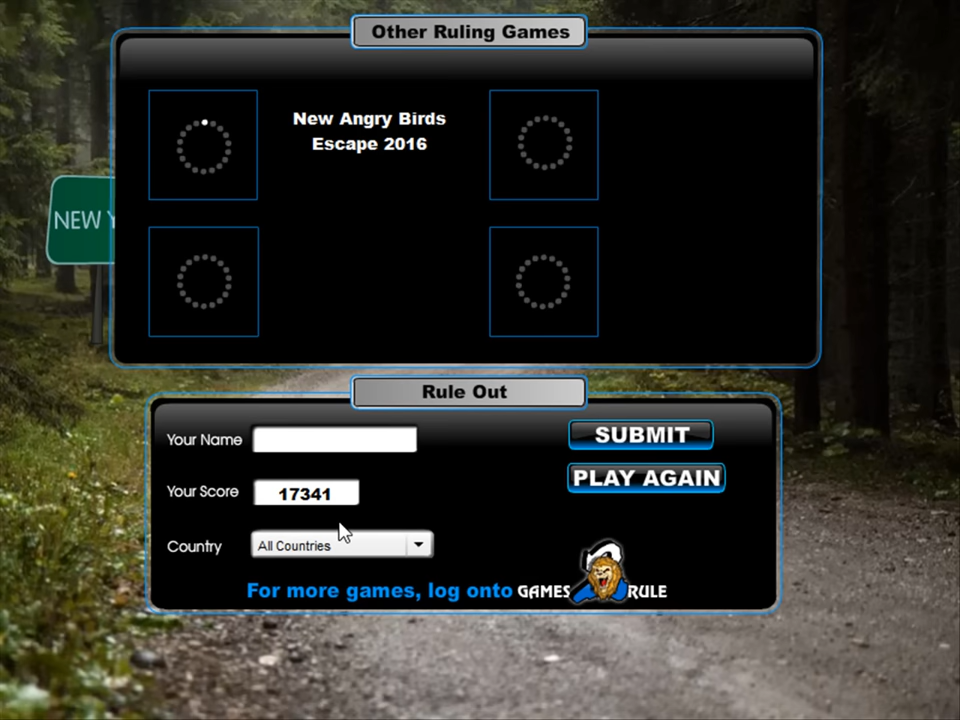 Other Ruling Games
New Angry Birds
Escape 2016
NEW Y
Rule Out
Your Name
SUBMIT
Your Score
17341
PLAY AGAIN
Country
All Countries
For more games, log onto GAMES RULE